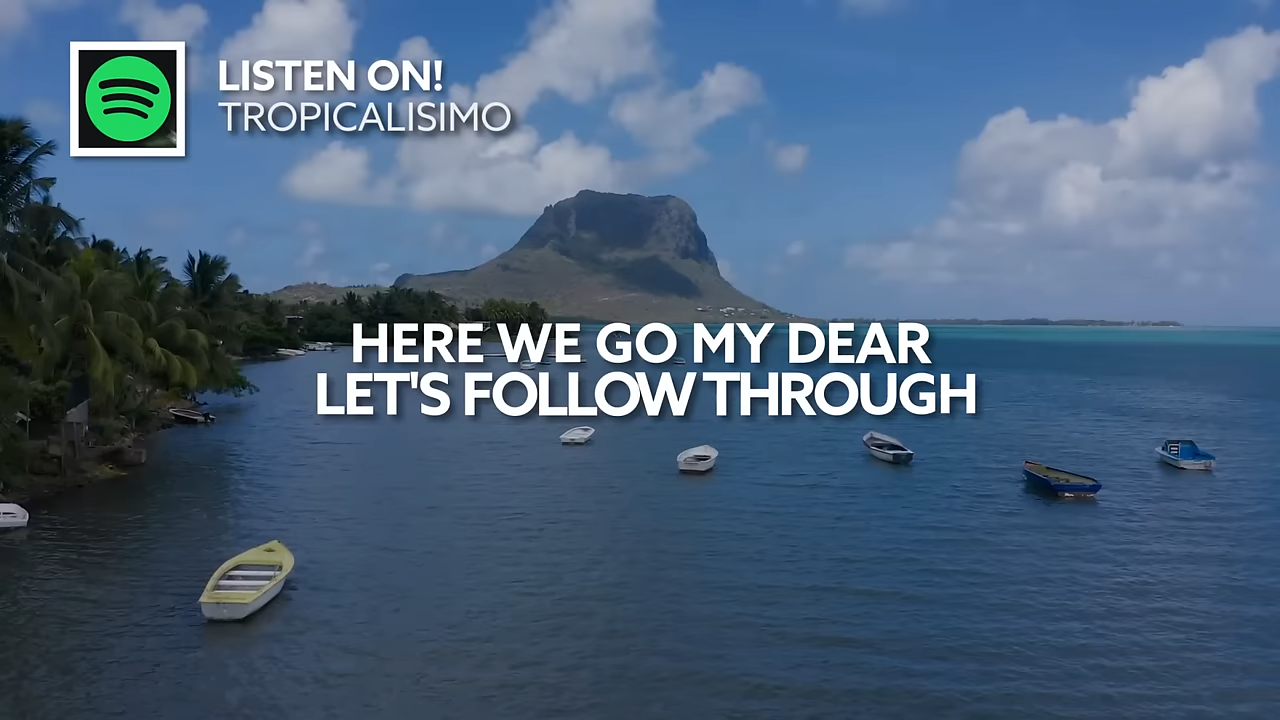 LISTEN ON!
TROPICALISIMO
HERE WE GO MY DEAR
LET'S FOLLOW THROUGH